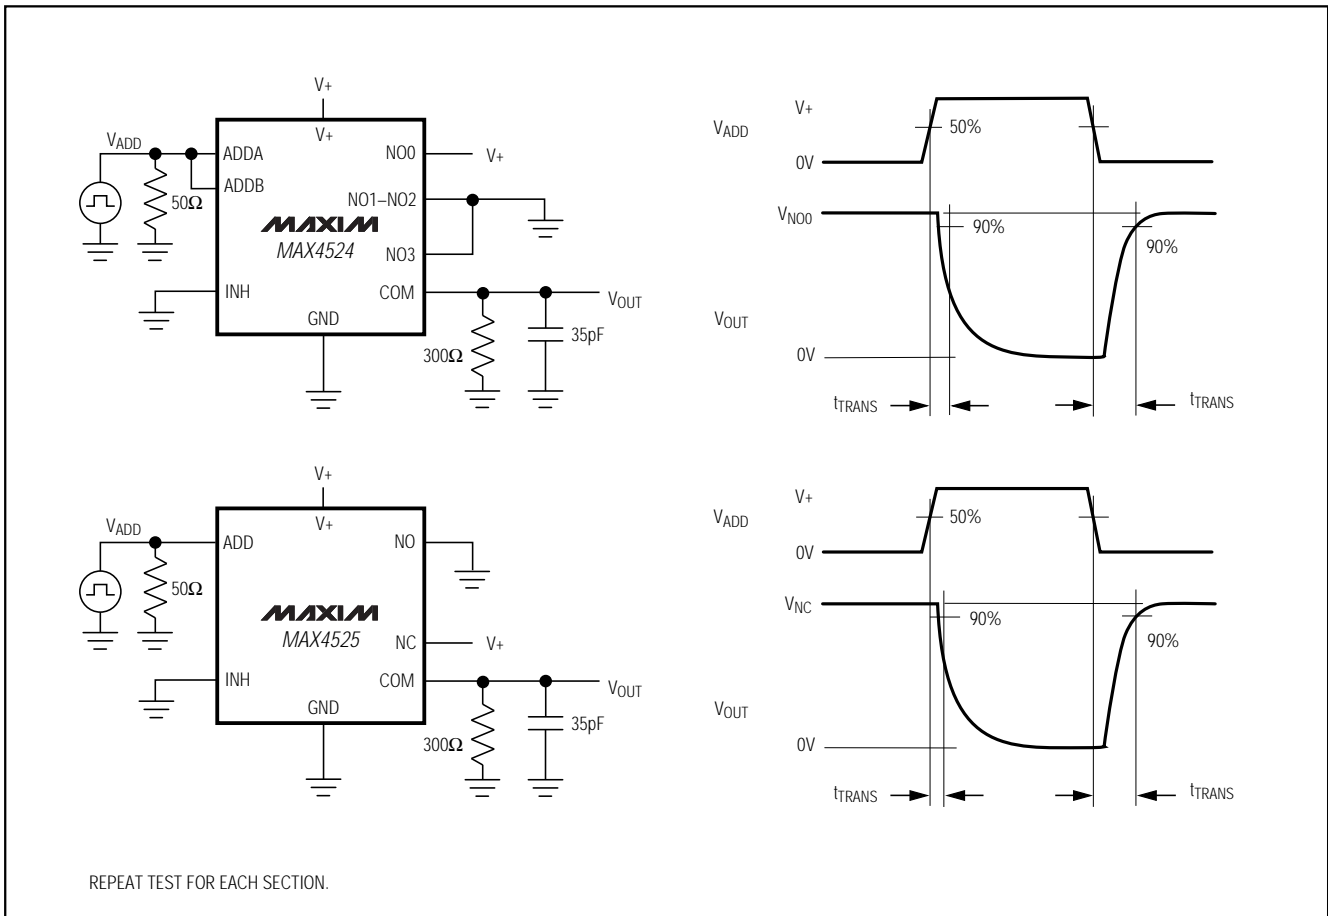 V+
V+
VADD
ADDA
ADDB
50Ω
NO0
V+
NO1–NO2
MAXIM
MAX4524
NO3
INH
COM
VOUT
GND
300Ω
35pF
V+
VADD
50%
0V
VNO0
90%
90%
VOUT
0V
tTRANS
tTRANS
V+
V+
VADD
ADD
50Ω
NO
MAXIM
MAX4525
NC
V+
INH
COM
VOUT
GND
300Ω
35pF
V+
VADD
50%
0V
VNC
90%
90%
VOUT
0V
tTRANS
tTRANS
REPEAT TEST FOR EACH SECTION.